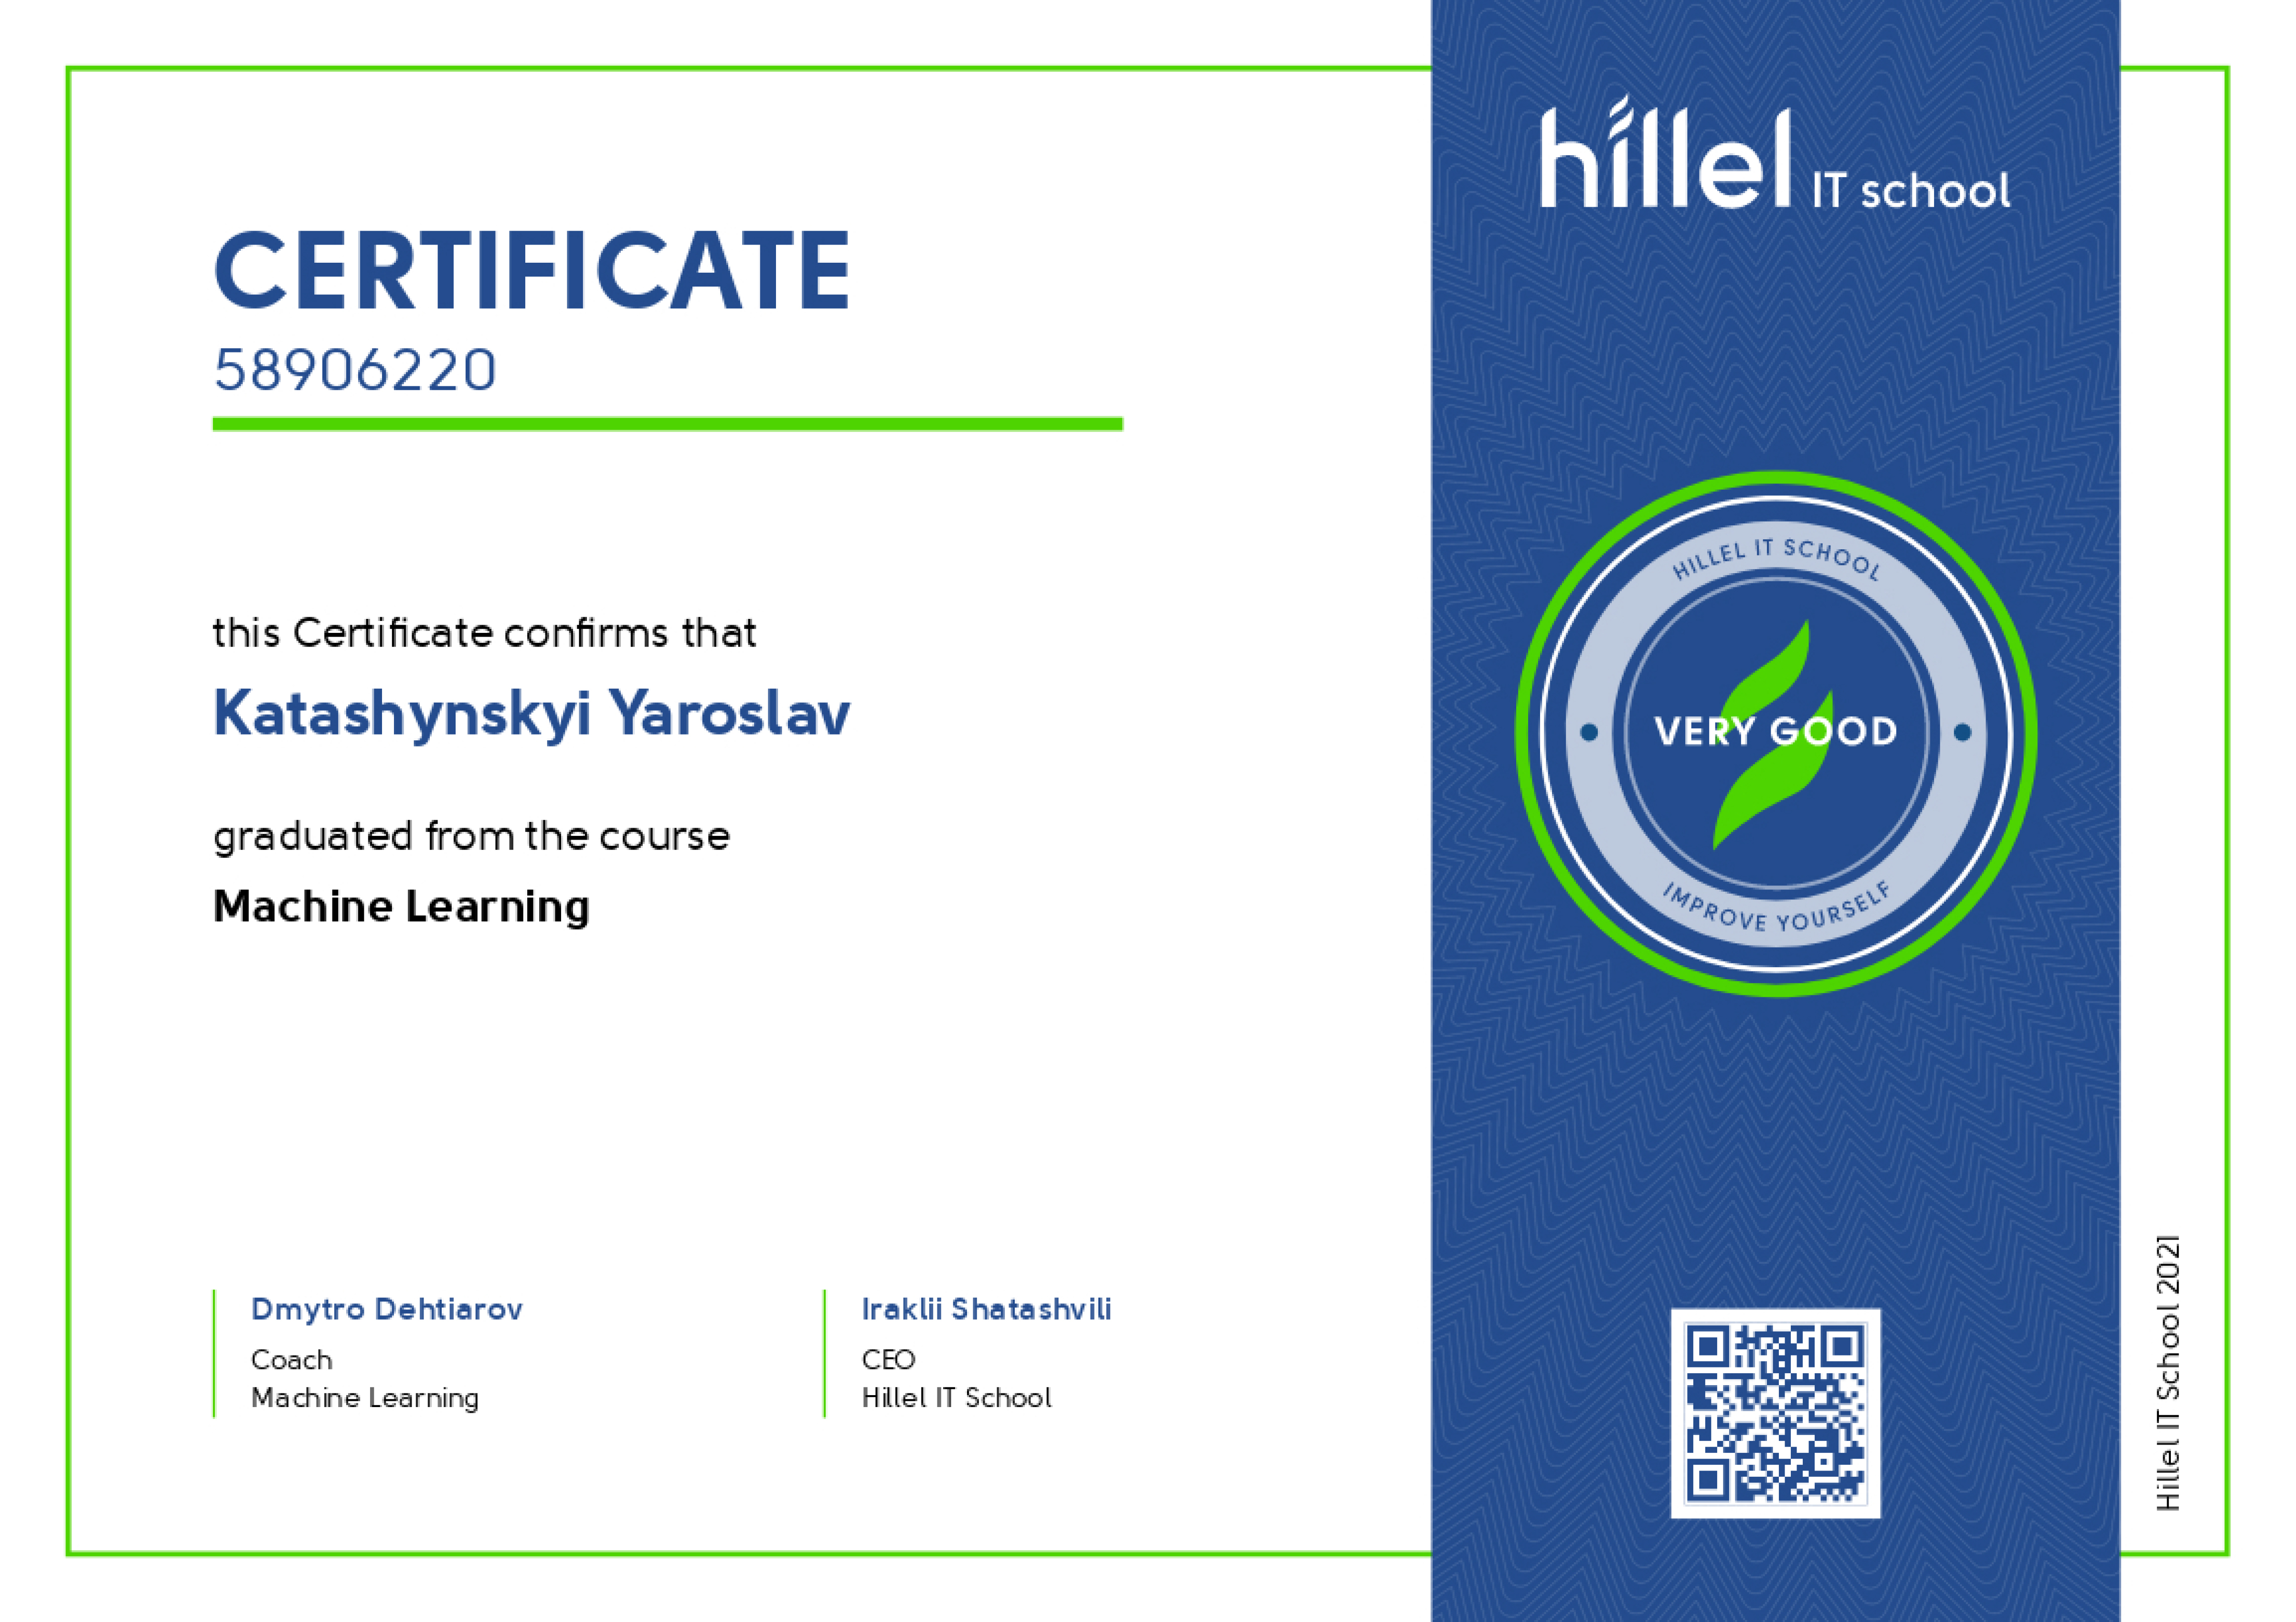 CERTIFICATE
58906220
this Certificate confirms that
Katashynskyi Yaroslav
graduated from the course
Machine Learning
Dmytro Dehtiarov
Coach
Machine Learning
Iraklii Shatashvili
CEO
Hillel IT School
hillel IT school
HILLEL IT SCHOOL
VERY GOOD
IMPROVE YOURSELF
Hillel IT School 2021